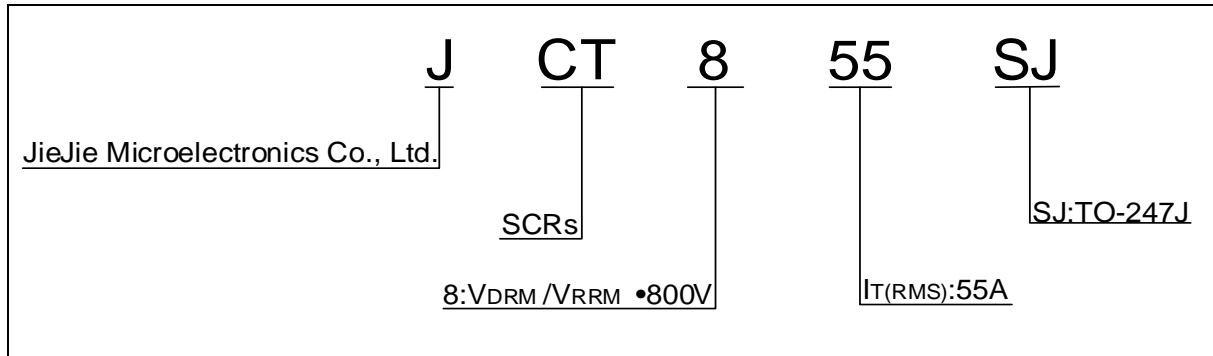 J CT 8 55 SJ
JieJie Microelectronics Co., Ltd.
SCRs
SJ:TO-247J
8:VDRM /VRRM •800V
IT(RMS):55A